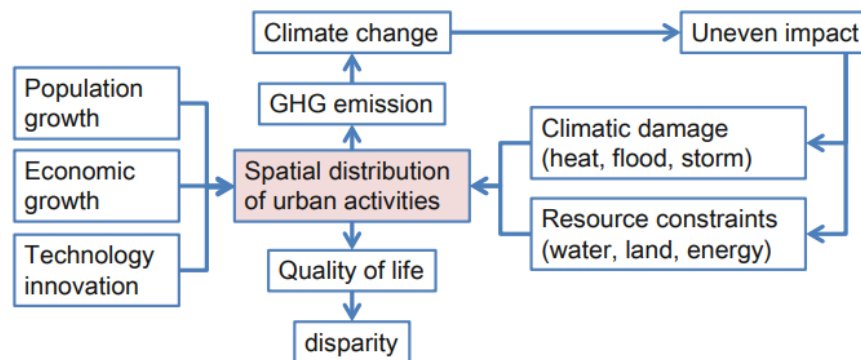 Climate change
Uneven impact
Population
growth
GHG emission
Climatic damage
(heat, flood, storm)
Economic
growth
Spatial distribution
of urban activities
Resource constraints
(water, land, energy)
Technology
innovation
Quality of life
disparity